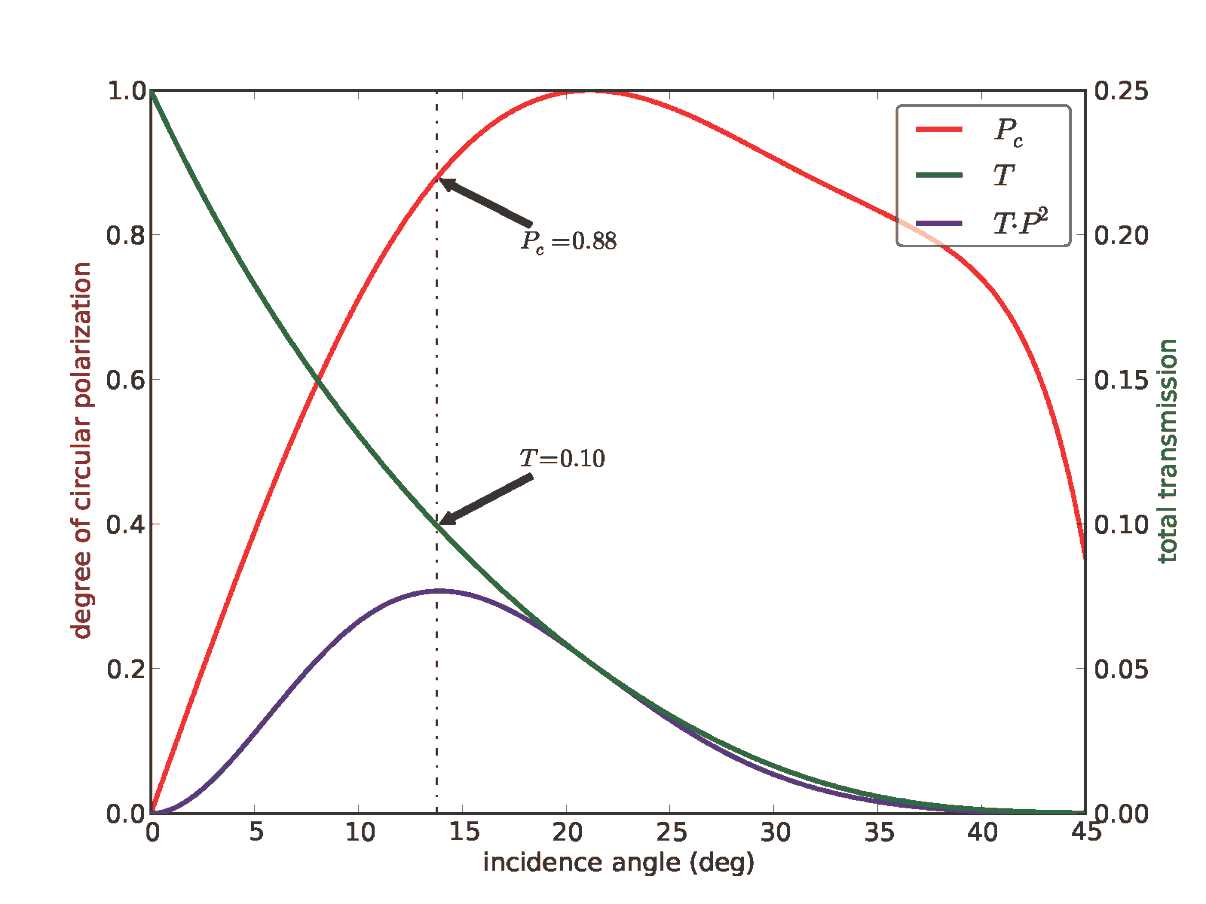 1.0
0.8
0.6
0.4
0.2
0.0
degree of circular polarization
0.25
0.20
0.15
0.10
0.05
0.00
total transmission
P_c
T
T·P²
P_c=0.88
T=0.10
0 5 10 15 20 25 30 35 40 45
incidence angle (deg)